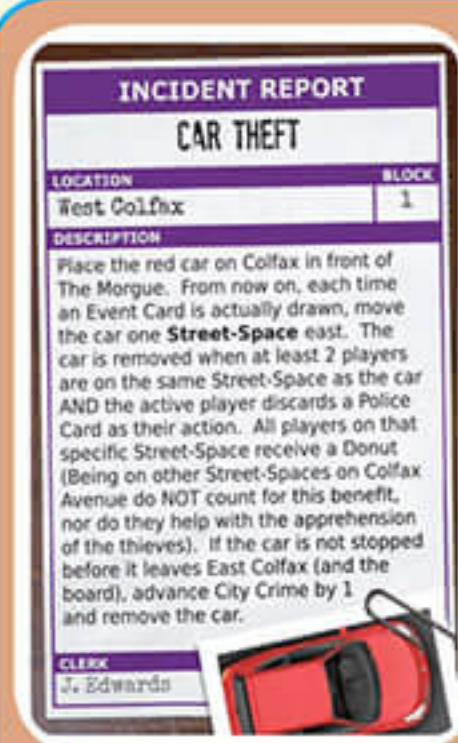 INCIDENT REPORT
CAR THEFT
LOCATION
BLOCK
West Colfax
1
DESCRIPTION
Place the red car on Colfax in front of
The Morgue. From now on, each time
an Event Card is actually drawn, move
the car one Street-Space east. The
car is removed when at least 2 players
are on the same Street-Space as the car
AND the active player discards a Police
Card as their action. All players on that
specific Street-Space receive a Donut
(Being on other Street-Spaces on Colfax
Avenue do NOT count for this benefit,
nor do they help with the apprehension
of the thieves). If the car is not stopped
before it leaves East Colfax (and the
board), advance City Crime by 1
and remove the car.
CLERK
J. Edwards